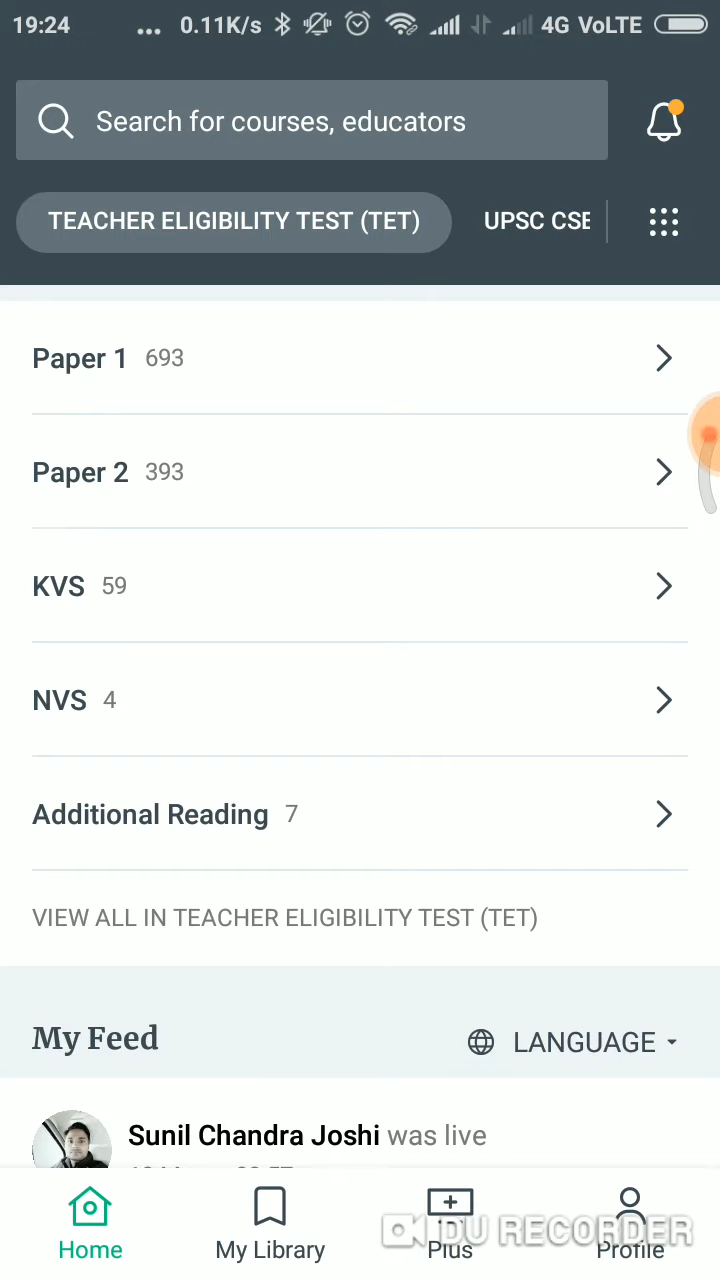 19:24 ... 0.11K/s 4G VoLTE
Search for courses, educators
TEACHER ELIGIBILITY TEST (TET) UPSC CSE
Paper 1 693
Paper 2 393
KVS 59
NVS 4
Additional Reading 7
VIEW ALL IN TEACHER ELIGIBILITY TEST (TET)
My Feed LANGUAGE
Sunil Chandra Joshi was live
DU RECORDER
Home My Library Plus Profile